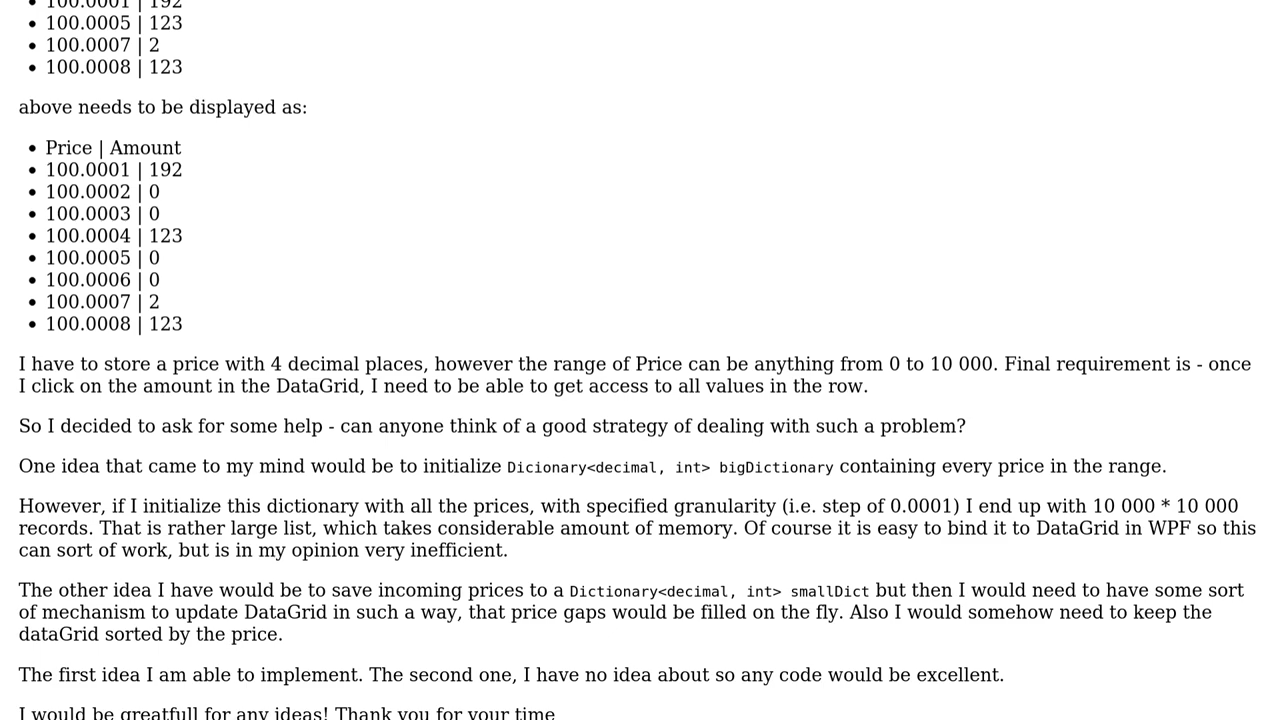 100.0001 | 192
100.0005 | 123
100.0007 | 2
100.0008 | 123
above needs to be displayed as:
Price | Amount
100.0001 | 192
100.0002 | 0
100.0003 | 0
100.0004 | 123
100.0005 | 0
100.0006 | 0
100.0007 | 2
100.0008 | 123
I have to store a price with 4 decimal places, however the range of Price can be anything from 0 to 10 000. Final requirement is - once
I click on the amount in the DataGrid, I need to be able to get access to all values in the row.
So I decided to ask for some help - can anyone think of a good strategy of dealing with such a problem?
One idea that came to my mind would be to initialize Dicionary<decimal, int> bigDictionary containing every price in the range.
However, if I initialize this dictionary with all the prices, with specified granularity (i.e. step of 0.0001) I end up with 10 000 * 10 000
records. That is rather large list, which takes considerable amount of memory. Of course it is easy to bind it to DataGrid in WPF so this
can sort of work, but is in my opinion very inefficient.
The other idea I have would be to save incoming prices to a Dictionary<decimal, int> smallDict but then I would need to have some sort
of mechanism to update DataGrid in such a way, that price gaps would be filled on the fly. Also I would somehow need to keep the
dataGrid sorted by the price.
The first idea I am able to implement. The second one, I have no idea about so any code would be excellent.
I would be greatfull for any ideas! Thank you for your time